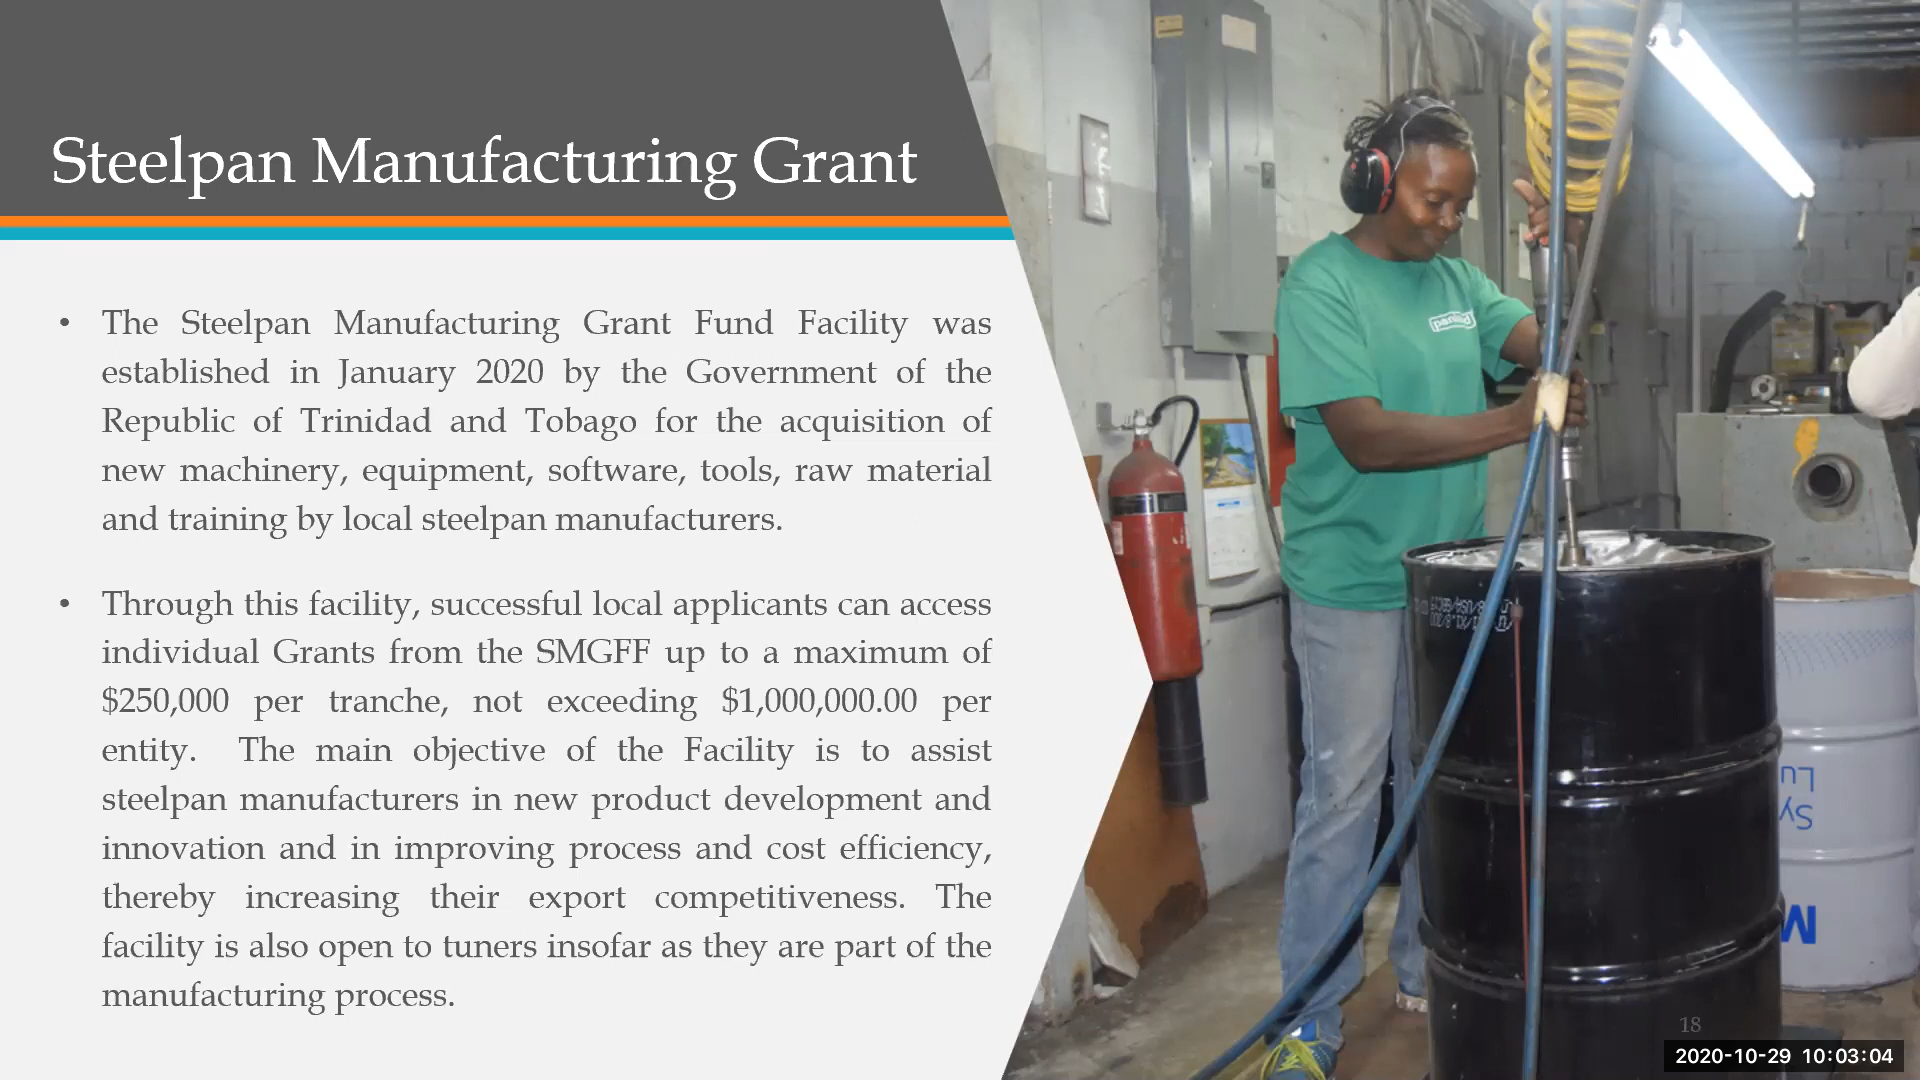 Steelpan Manufacturing Grant
• The Steelpan Manufacturing Grant Fund Facility was
established in January 2020 by the Government of the
Republic of Trinidad and Tobago for the acquisition of
new machinery, equipment, software, tools, raw material
and training by local steelpan manufacturers.
• Through this facility, successful local applicants can access
individual Grants from the SMGFF up to a maximum of
$250,000 per tranche, not exceeding $1,000,000.00 per
entity. The main objective of the Facility is to assist
steelpan manufacturers in new product development and
innovation and in improving process and cost efficiency,
thereby increasing their export competitiveness. The
facility is also open to tuners insofar as they are part of the
manufacturing process.
18
2020-10-29 10:03:04